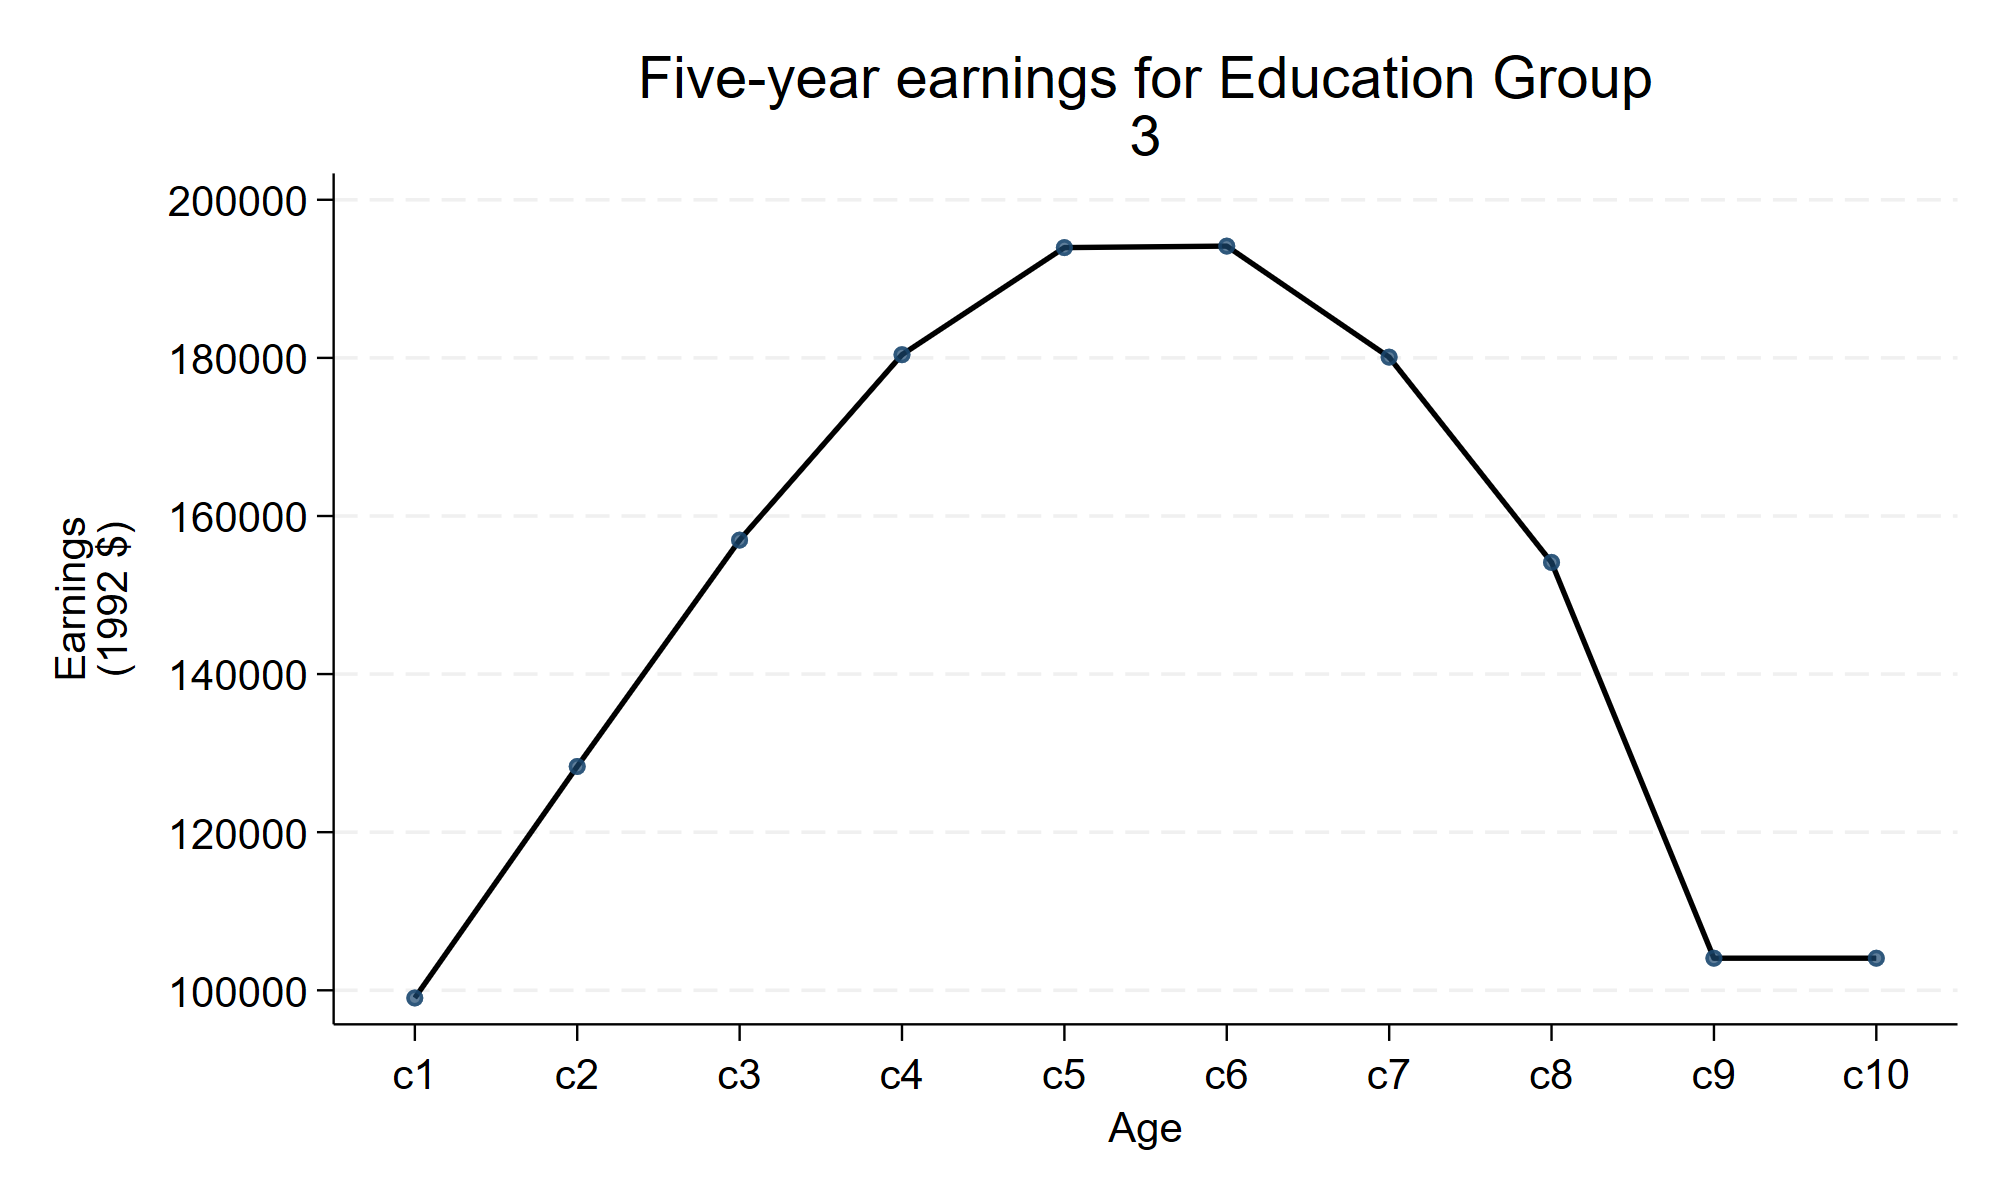 Five-year earnings for Education Group
3
200000
180000
160000
140000
120000
100000
Earnings
(1992 $)
c1 c2 c3 c4 c5 c6 c7 c8 c9 c10
Age